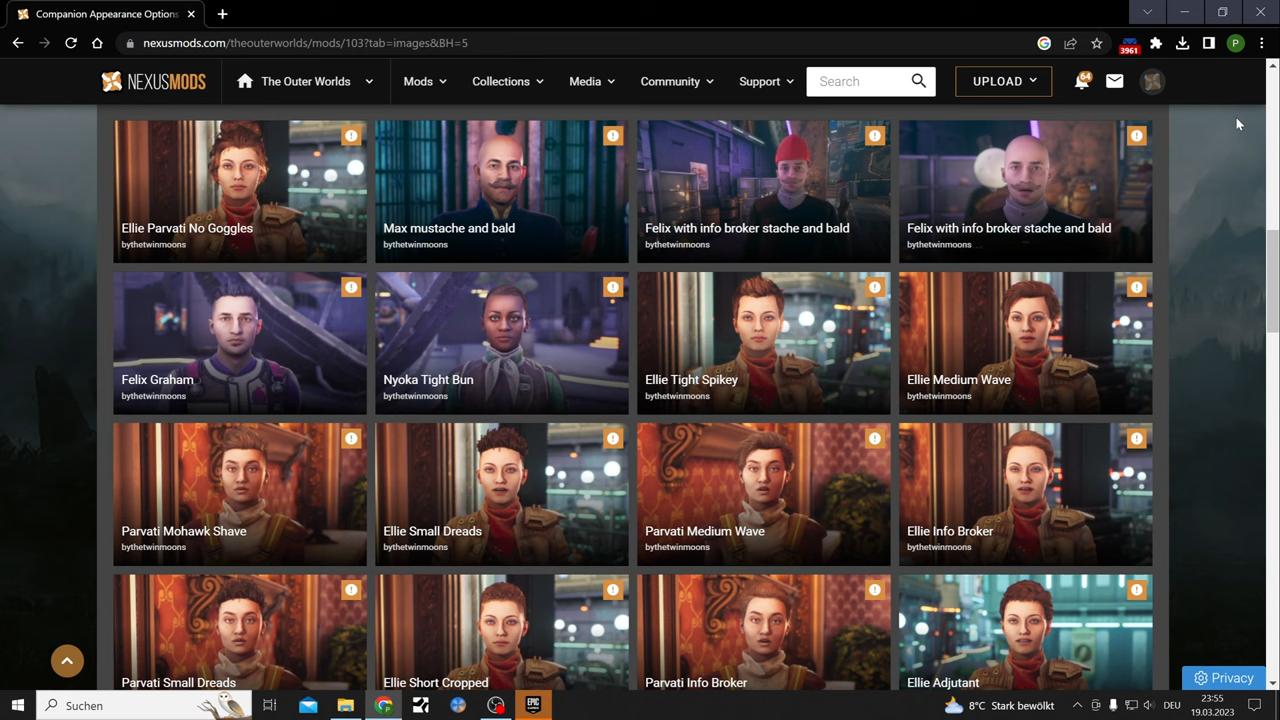 Companion Appearance Options
nexusmods.com/theouterworlds/mods/103?tab=images&BH=5
3961
P
NEXUSMODS
The Outer Worlds
Mods
Collections
Media
Community
Support
Search
UPLOAD
64
Ellie Parvati No Goggles
bythetwinmoons
Max mustache and bald
bythetwinmoons
Felix with info broker stache and bald
bythetwinmoons
Felix with info broker stache and bald
bythetwinmoons
Felix Graham
bythetwinmoons
Nyoka Tight Bun
bythetwinmoons
Ellie Tight Spikey
bythetwinmoons
Ellie Medium Wave
bythetwinmoons
Parvati Mohawk Shave
bythetwinmoons
Ellie Small Dreads
bythetwinmoons
Parvati Medium Wave
bythetwinmoons
Ellie Info Broker
bythetwinmoons
Parvati Small Dreads
Ellie Short Cropped
Parvati Info Broker
Ellie Adjutant
Privacy
Suchen
EPIC
GAMES
8°C Stark bewölkt
DEU
23:55
19.03.2023